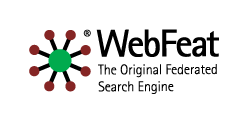 ® WebFeat
The Original Federated
Search Engine